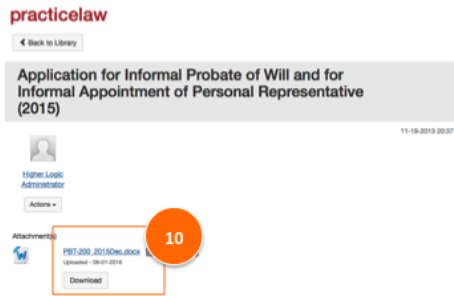 practicelaw
Back to Library
Application for Informal Probate of Will and for
Informal Appointment of Personal Representative
(2015)
11-19-2013 20:37
Higher Logic
Administrator
Actions
Attachment(s)
10
PBT-200_2015Dec.docx
Uploaded - 08-01-2016
Download